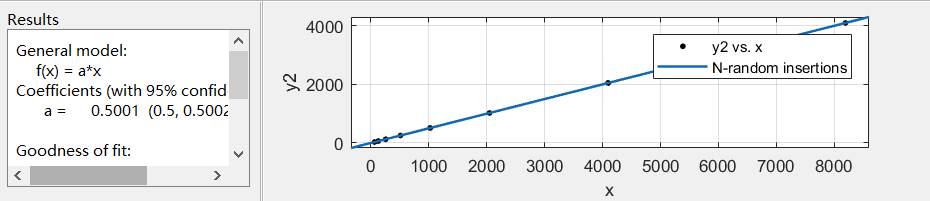 Results
General model:
f(x) = a*x
Coefficients (with 95% confid
a = 0.5001 (0.5, 0.5002
Goodness of fit:
4000
2000
0
y2
y2 vs. x
N-random insertions
0 1000 2000 3000 4000 5000 6000 7000 8000
x